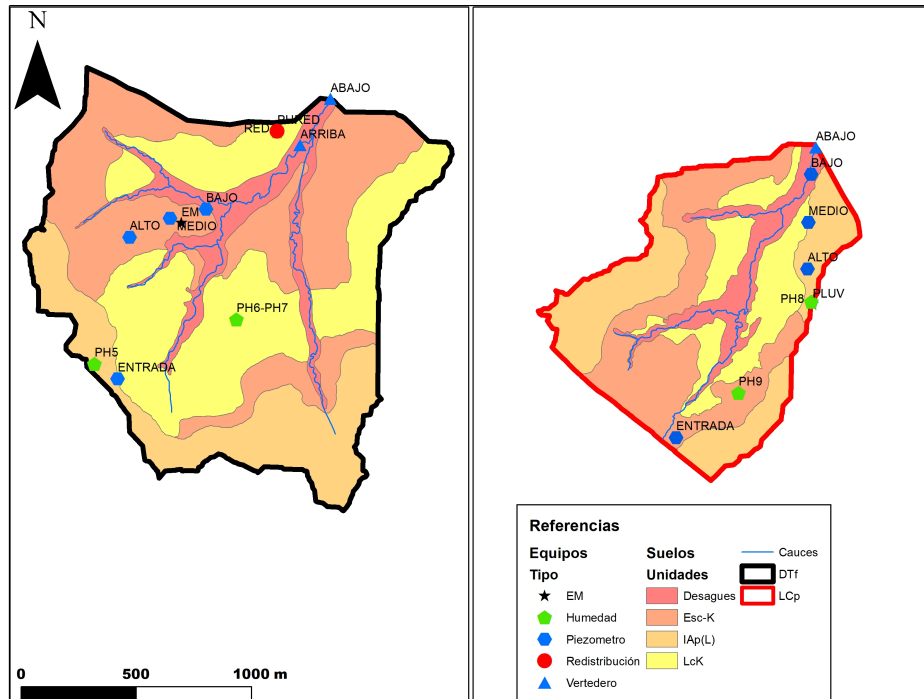 N
ABAJO
RED
PURED
ARRIBA
BAJO
EM
MEDIO
ALTO
PH6-PH7
PH5
ENTRADA
0 500 1000 m
ABAJO
BAJO
MEDIO
ALTO
PH8
PLUV
PH9
ENTRADA
Referencias
Equipos Suelos Cauces
Tipo Unidades DTf
EM Desagues LCp
Humedad Esc-K
Piezometro IAp(L)
Redistribución LcK
Vertedero